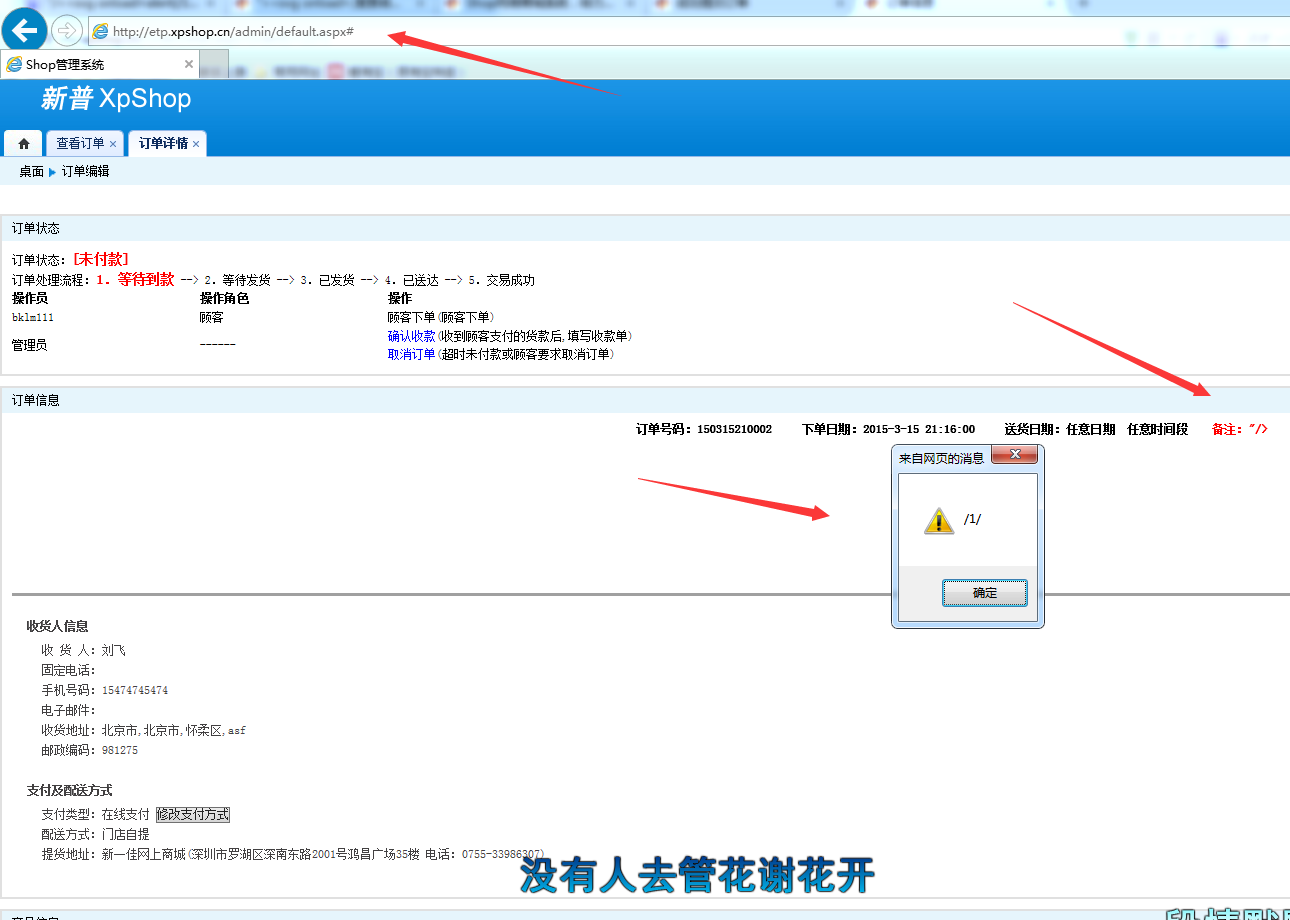 http://etp.xpshop.cn/admin/default.aspx#
Shop管理系统
新普 XpShop
查看订单 订单详情
桌面 订单编辑
订单状态
订单状态：[未付款]
订单处理流程：1. 等待到款 --> 2. 等待发货 --> 3. 已发货 --> 4. 已送达 --> 5. 交易成功
操作员 操作角色 操作
bklm111 顾客 顾客下单(顾客下单)
确认收款(收到顾客支付的货款后,填写收款单)
管理员 ------
取消订单(超时未付款或顾客要求取消订单)
订单信息
订单号码：150315210002 下单日期：2015-3-15 21:16:00 送货日期：任意日期 任意时间段 备注："/>
来自网页的消息
/1/
确定
收货人信息
收 货 人：刘飞
固定电话：
手机号码：15474745474
电子邮件：
收货地址：北京市,北京市,怀柔区,asf
邮政编码：981275
支付及配送方式
支付类型：在线支付 修改支付方式
配送方式：门店自提
提货地址：新一佳网上商城(深圳市罗湖区深南东路2001号鸿昌广场35楼 电话：0755-33986307)
没有人去管花谢花开